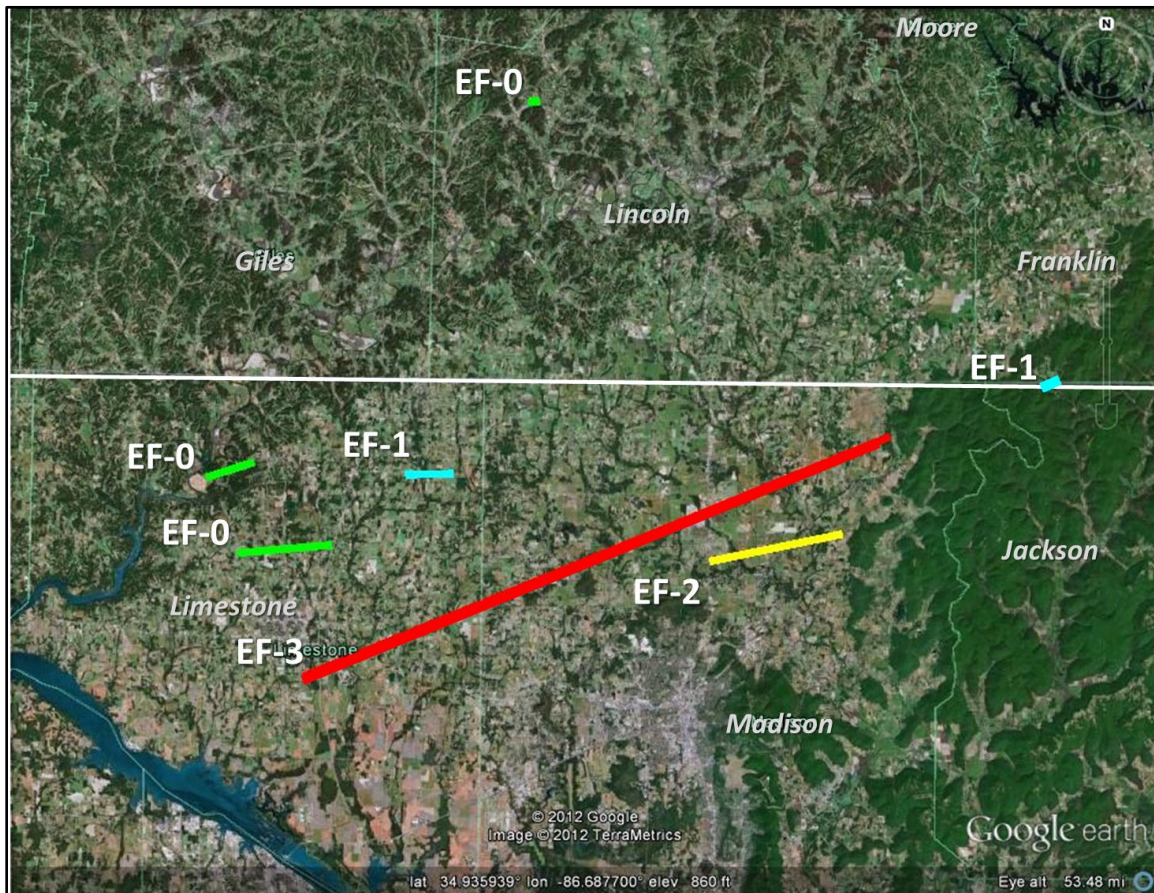 Moore
N
EF-0
Lincoln
Giles
Franklin
EF-1
EF-0
EF-1
EF-0
Jackson
EF-2
Limestone
EF-3
Limestone
Madison
© 2012 Google
Image © 2012 TerraMetrics
Google earth
lat 34.935939° lon -86.687700° elev 860 ft
Eye alt 53.48 mi